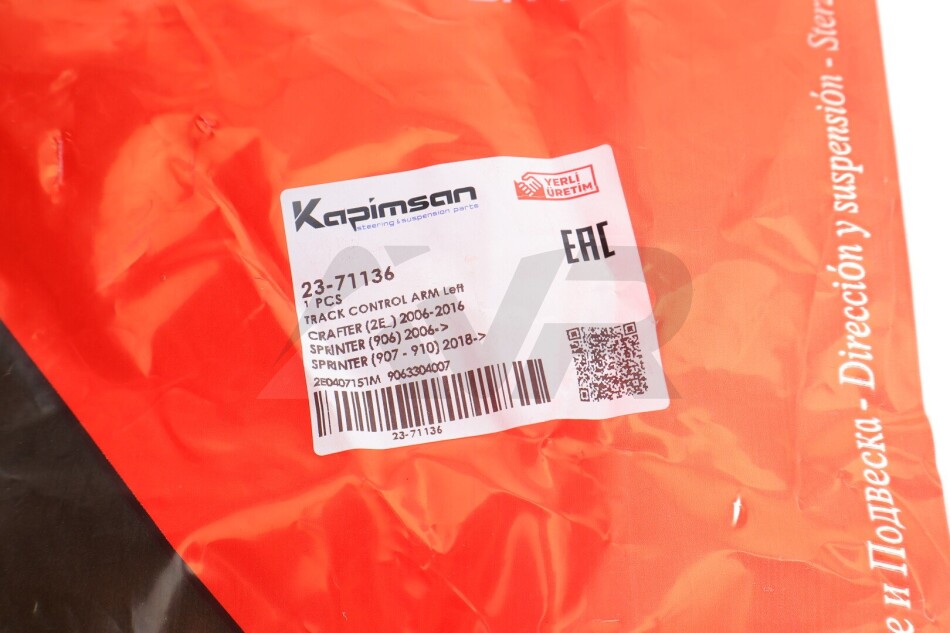 Kapimsan
steering & suspension parts
YERLİ
ÜRETİM
EAC
23-71136
1 PCS
TRACK CONTROL ARM Left
CRAFTER (2E_) 2006-2016
SPRINTER (906) 2006->
SPRINTER (907 - 910) 2018->
2E0407151M 9063304007
23-71136
е и Подвеска - Dirección y suspensión - Sterz